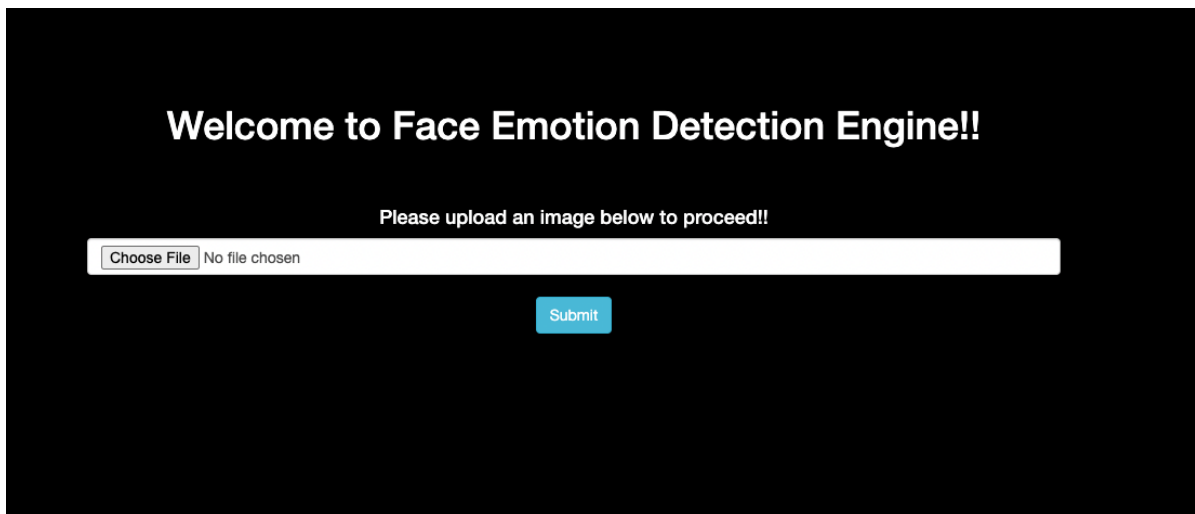 Welcome to Face Emotion Detection Engine!!
Please upload an image below to proceed!!
Choose File No file chosen
Submit